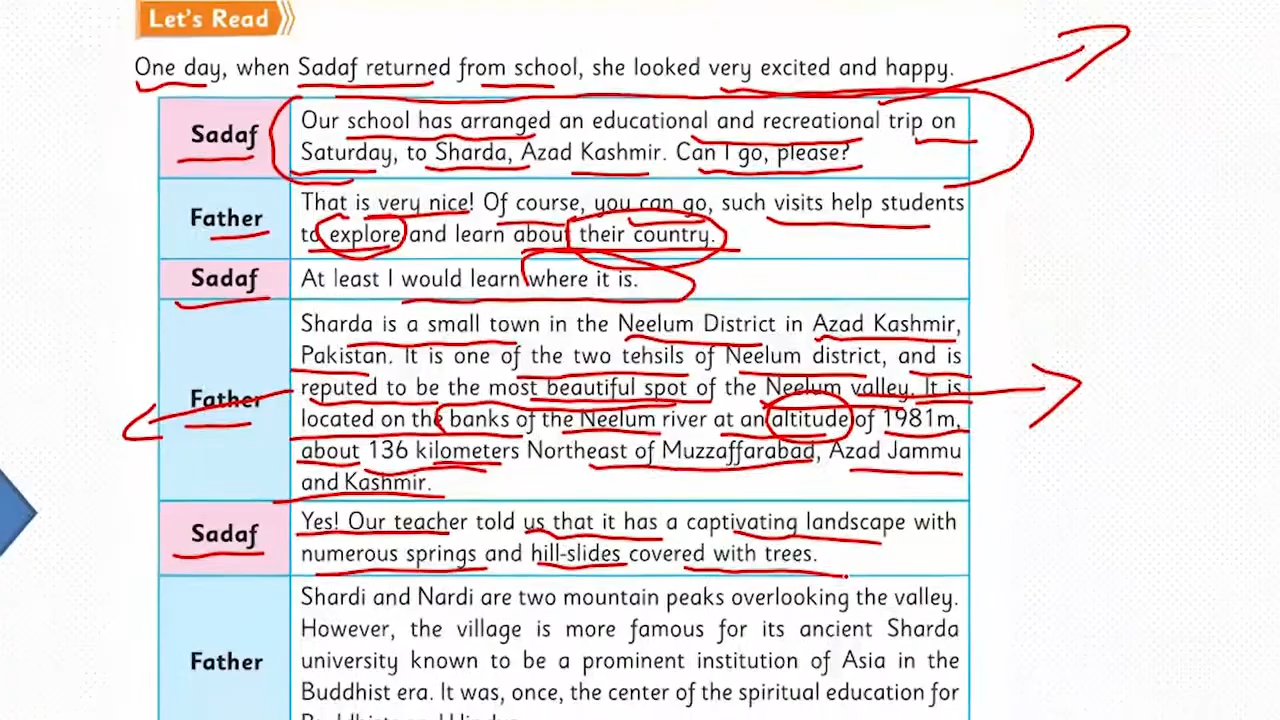 Let's Read
One day, when Sadaf returned from school, she looked very excited and happy.
Sadaf
Our school has arranged an educational and recreational trip on
Saturday, to Sharda, Azad Kashmir. Can I go, please?
Father
That is very nice! Of course, you can go, such visits help students
to explore and learn about their country.
Sadaf
At least I would learn where it is.
Father
Sharda is a small town in the Neelum District in Azad Kashmir,
Pakistan. It is one of the two tehsils of Neelum district, and is
reputed to be the most beautiful spot of the Neelum valley. It is
located on the banks of the Neelum river at an altitude of 1981m,
about 136 kilometers Northeast of Muzzaffarabad, Azad Jammu
and Kashmir.
Sadaf
Yes! Our teacher told us that it has a captivating landscape with
numerous springs and hill-slides covered with trees.
Father
Shardi and Nardi are two mountain peaks overlooking the valley.
However, the village is more famous for its ancient Sharda
university known to be a prominent institution of Asia in the
Buddhist era. It was, once, the center of the spiritual education for